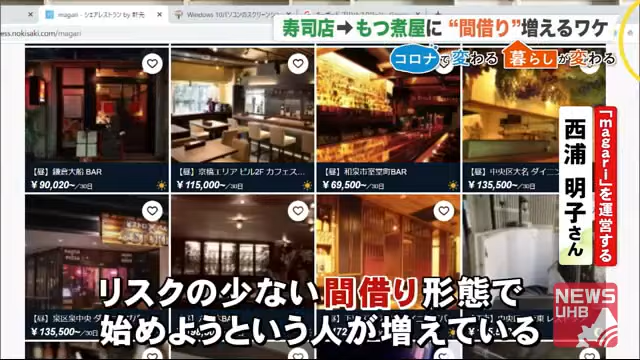 magari - シェアレストラン by 軒先
Windows 10パソコンのスクリーンシ
ess.nokisaki.com/magari
寿司店➡もつ煮屋に “間借り”増えるワケ
コロナで変わる 暮らしが変わる
【昼】鎌倉大船 BAR
￥90,020~/30日
【昼】京橋エリア ビル2F カフェス...
￥115,000~/30日
【昼】和泉市室堂町BAR
￥69,500~/30日
【昼】中央区大名 ダイニン
￥135,500~/30日
「magari」を運営する
西浦 明子さん
￥135,500~/30日
リスクの少ない間借り形態で
始めようという人が増えている
NEWS
UHB